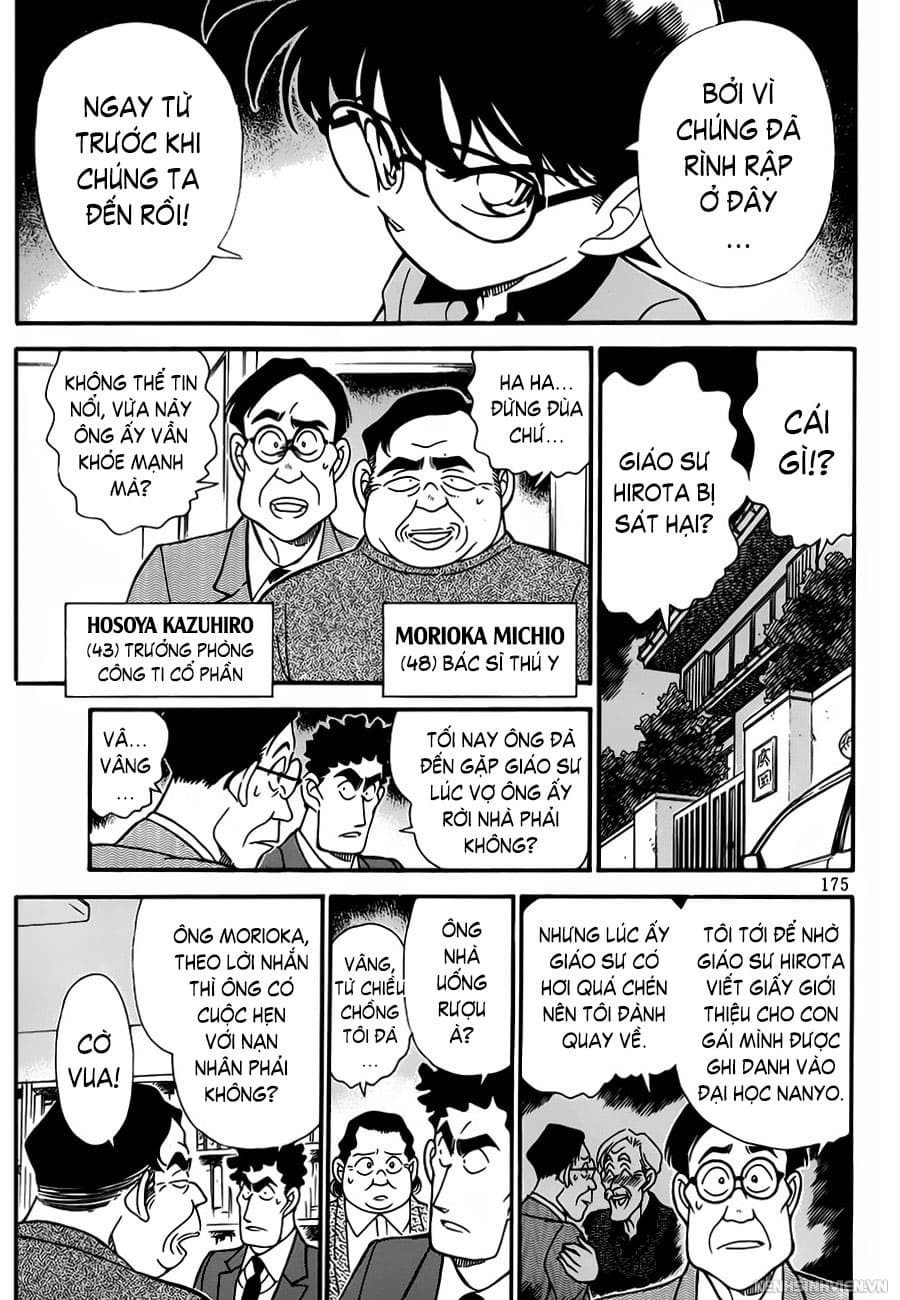 BỞI VÌ
CHÚNG ĐÃ
RÌNH RẬP
Ở ĐÂY
...
NGAY TỪ
TRƯỚC KHI
CHÚNG TA
ĐẾN RỒI!
CÁI
GÌ!?
GIÁO SƯ
HIROTA BỊ
SÁT HẠI?
HA HA...
ĐỪNG ĐÙA
CHỨ...
KHÔNG THỂ TIN
NỔI, VỪA NÀY
ÔNG ẤY VẪN
KHỎE MẠNH
MÀ?
MORIOKA MICHIO
(48) BÁC SĨ THÚ Y
HOSOYA KAZUHIRO
(43) TRƯỞNG PHÒNG
CÔNG TI CỔ PHẦN
廣田
TỐI NAY ÔNG ĐÃ
ĐẾN GẶP GIÁO SƯ
LÚC VỢ ÔNG ẤY
RỜI NHÀ PHẢI
KHÔNG?
VÂ...
VÂNG
...
175
TÔI TỚI ĐỂ NHỜ
GIÁO SƯ HIROTA
VIẾT GIẤY GIỚI
THIỆU CHO CON
GÁI MÌNH ĐƯỢC
GHI DANH VÀO
ĐẠI HỌC NANYO.
NHƯNG LÚC ẤY
GIÁO SƯ CÓ
HƠI QUÁ CHÉN
NÊN TÔI ĐÀNH
QUAY VỀ.
ÔNG
NHÀ
UỐNG
RƯỢU
À?
VÂNG,
TỪ CHIỀU
CHỒNG
TÔI ĐÃ
...
ÔNG MORIOKA,
THEO LỜI NHẮN
THÌ ÔNG CÓ
CUỘC HẸN
VỚI NẠN
NHÂN PHẢI
KHÔNG?
CỜ
VUA!